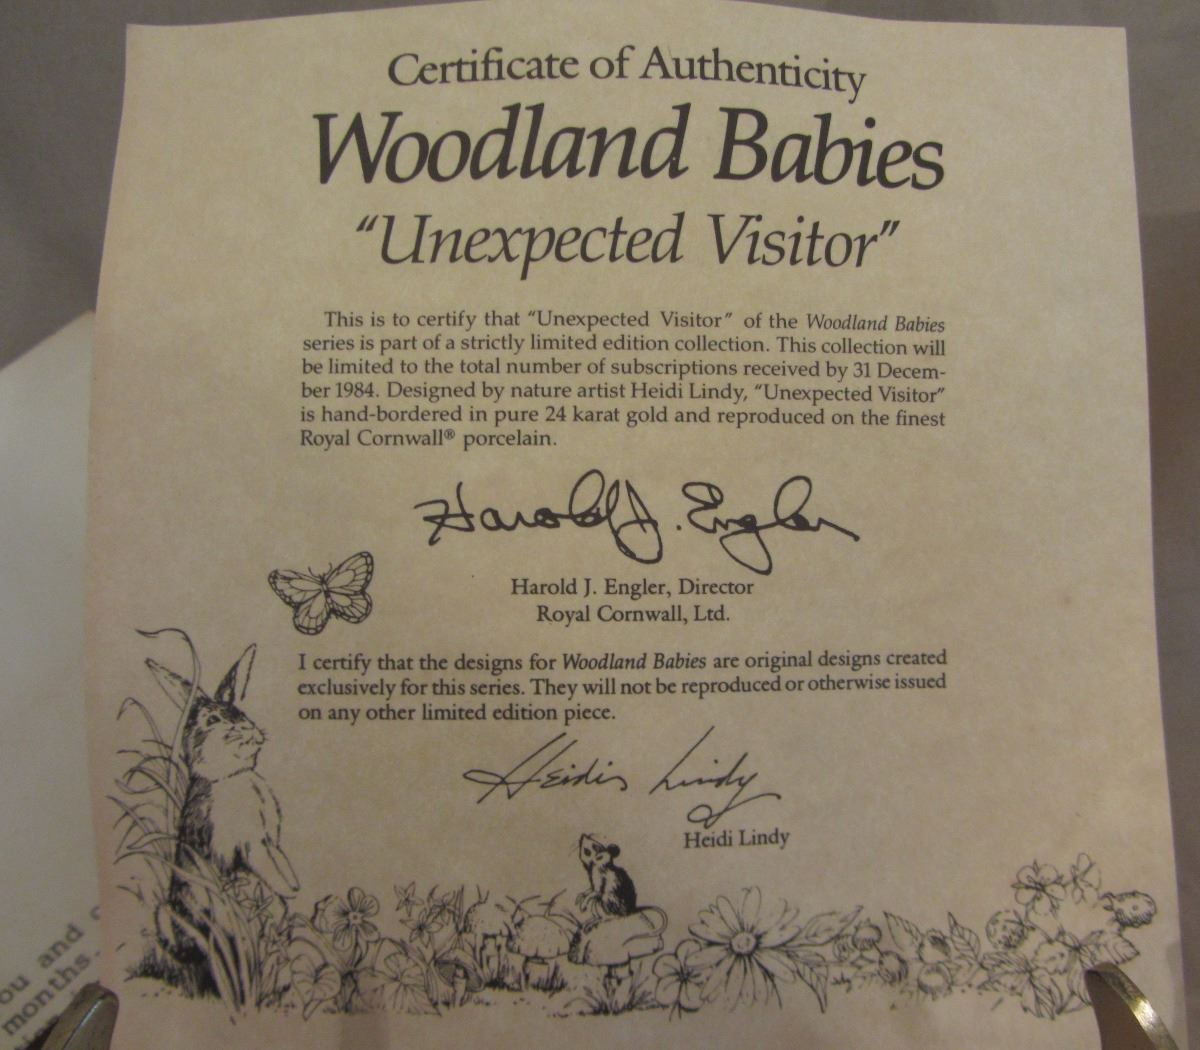 Certificate of Authenticity
Woodland Babies
“Unexpected Visitor”
This is to certify that “Unexpected Visitor” of the Woodland Babies
series is part of a strictly limited edition collection. This collection will
be limited to the total number of subscriptions received by 31 Decem-
ber 1984. Designed by nature artist Heidi Lindy, “Unexpected Visitor”
is hand-bordered in pure 24 karat gold and reproduced on the finest
Royal Cornwall® porcelain.
Harold J. Engler
Harold J. Engler, Director
Royal Cornwall, Ltd.
I certify that the designs for Woodland Babies are original designs created
exclusively for this series. They will not be reproduced or otherwise issued
on any other limited edition piece.
Heidi Lindy
Heidi Lindy
ou and
months.